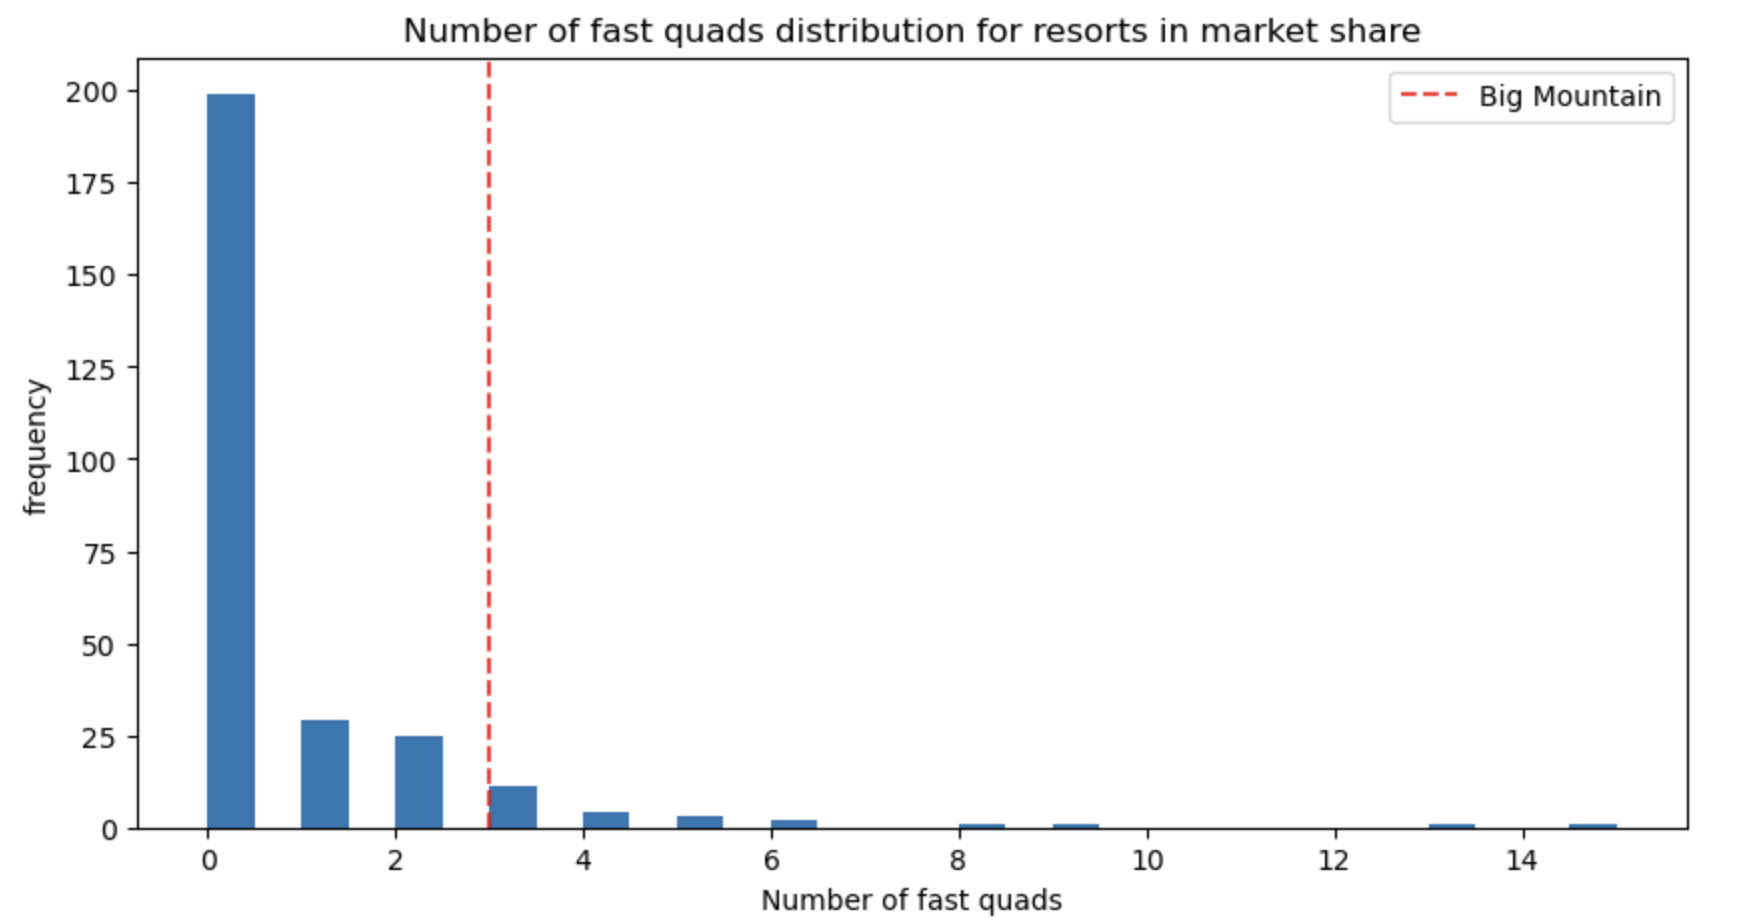 Number of fast quads distribution for resorts in market share
Big Mountain
frequency
200
175
150
125
100
75
50
25
0
0 2 4 6 8 10 12 14
Number of fast quads